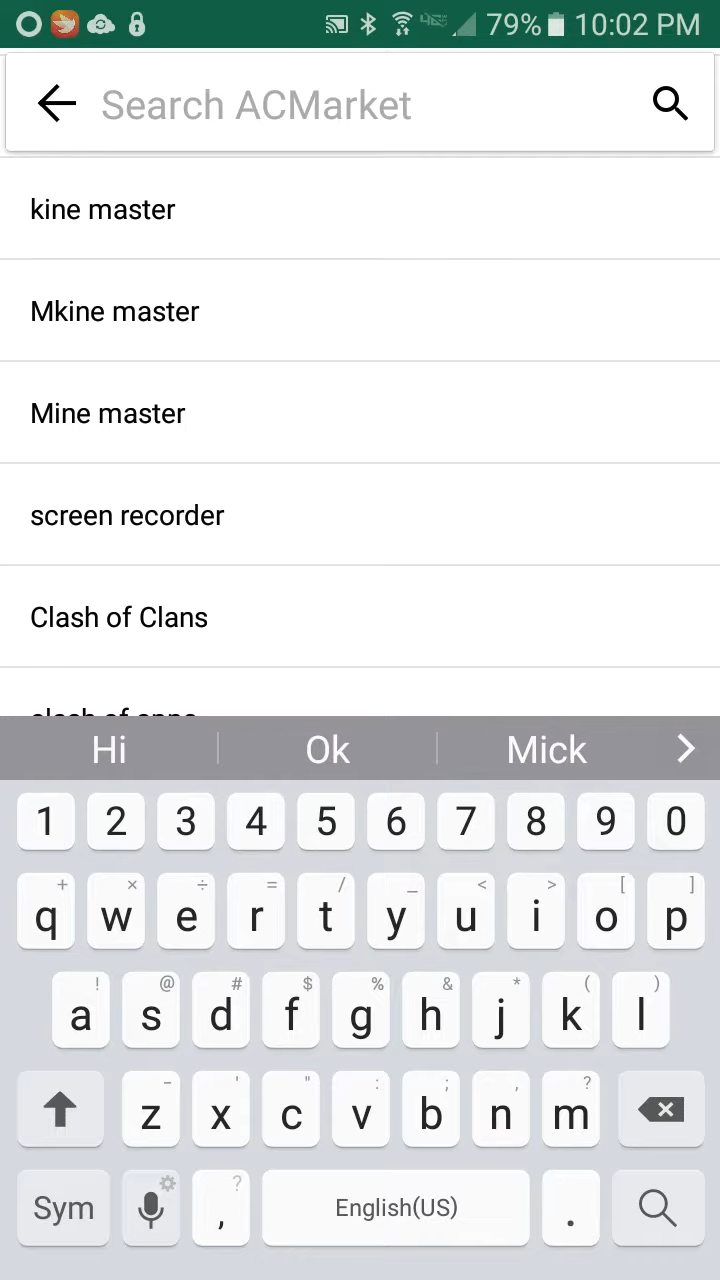 79% 10:02 PM
Search ACMarket
kine master
Mkine master
Mine master
screen recorder
Clash of Clans
Hi Ok Mick
1 2 3 4 5 6 7 8 9 0
+ × ÷ = / _ < > [ ]
q w e r t y u i o p
! @ # $ % & * ( )
a s d f g h j k l
- ' " : ; , ?
z x c v b n m
?
Sym , English(US) .